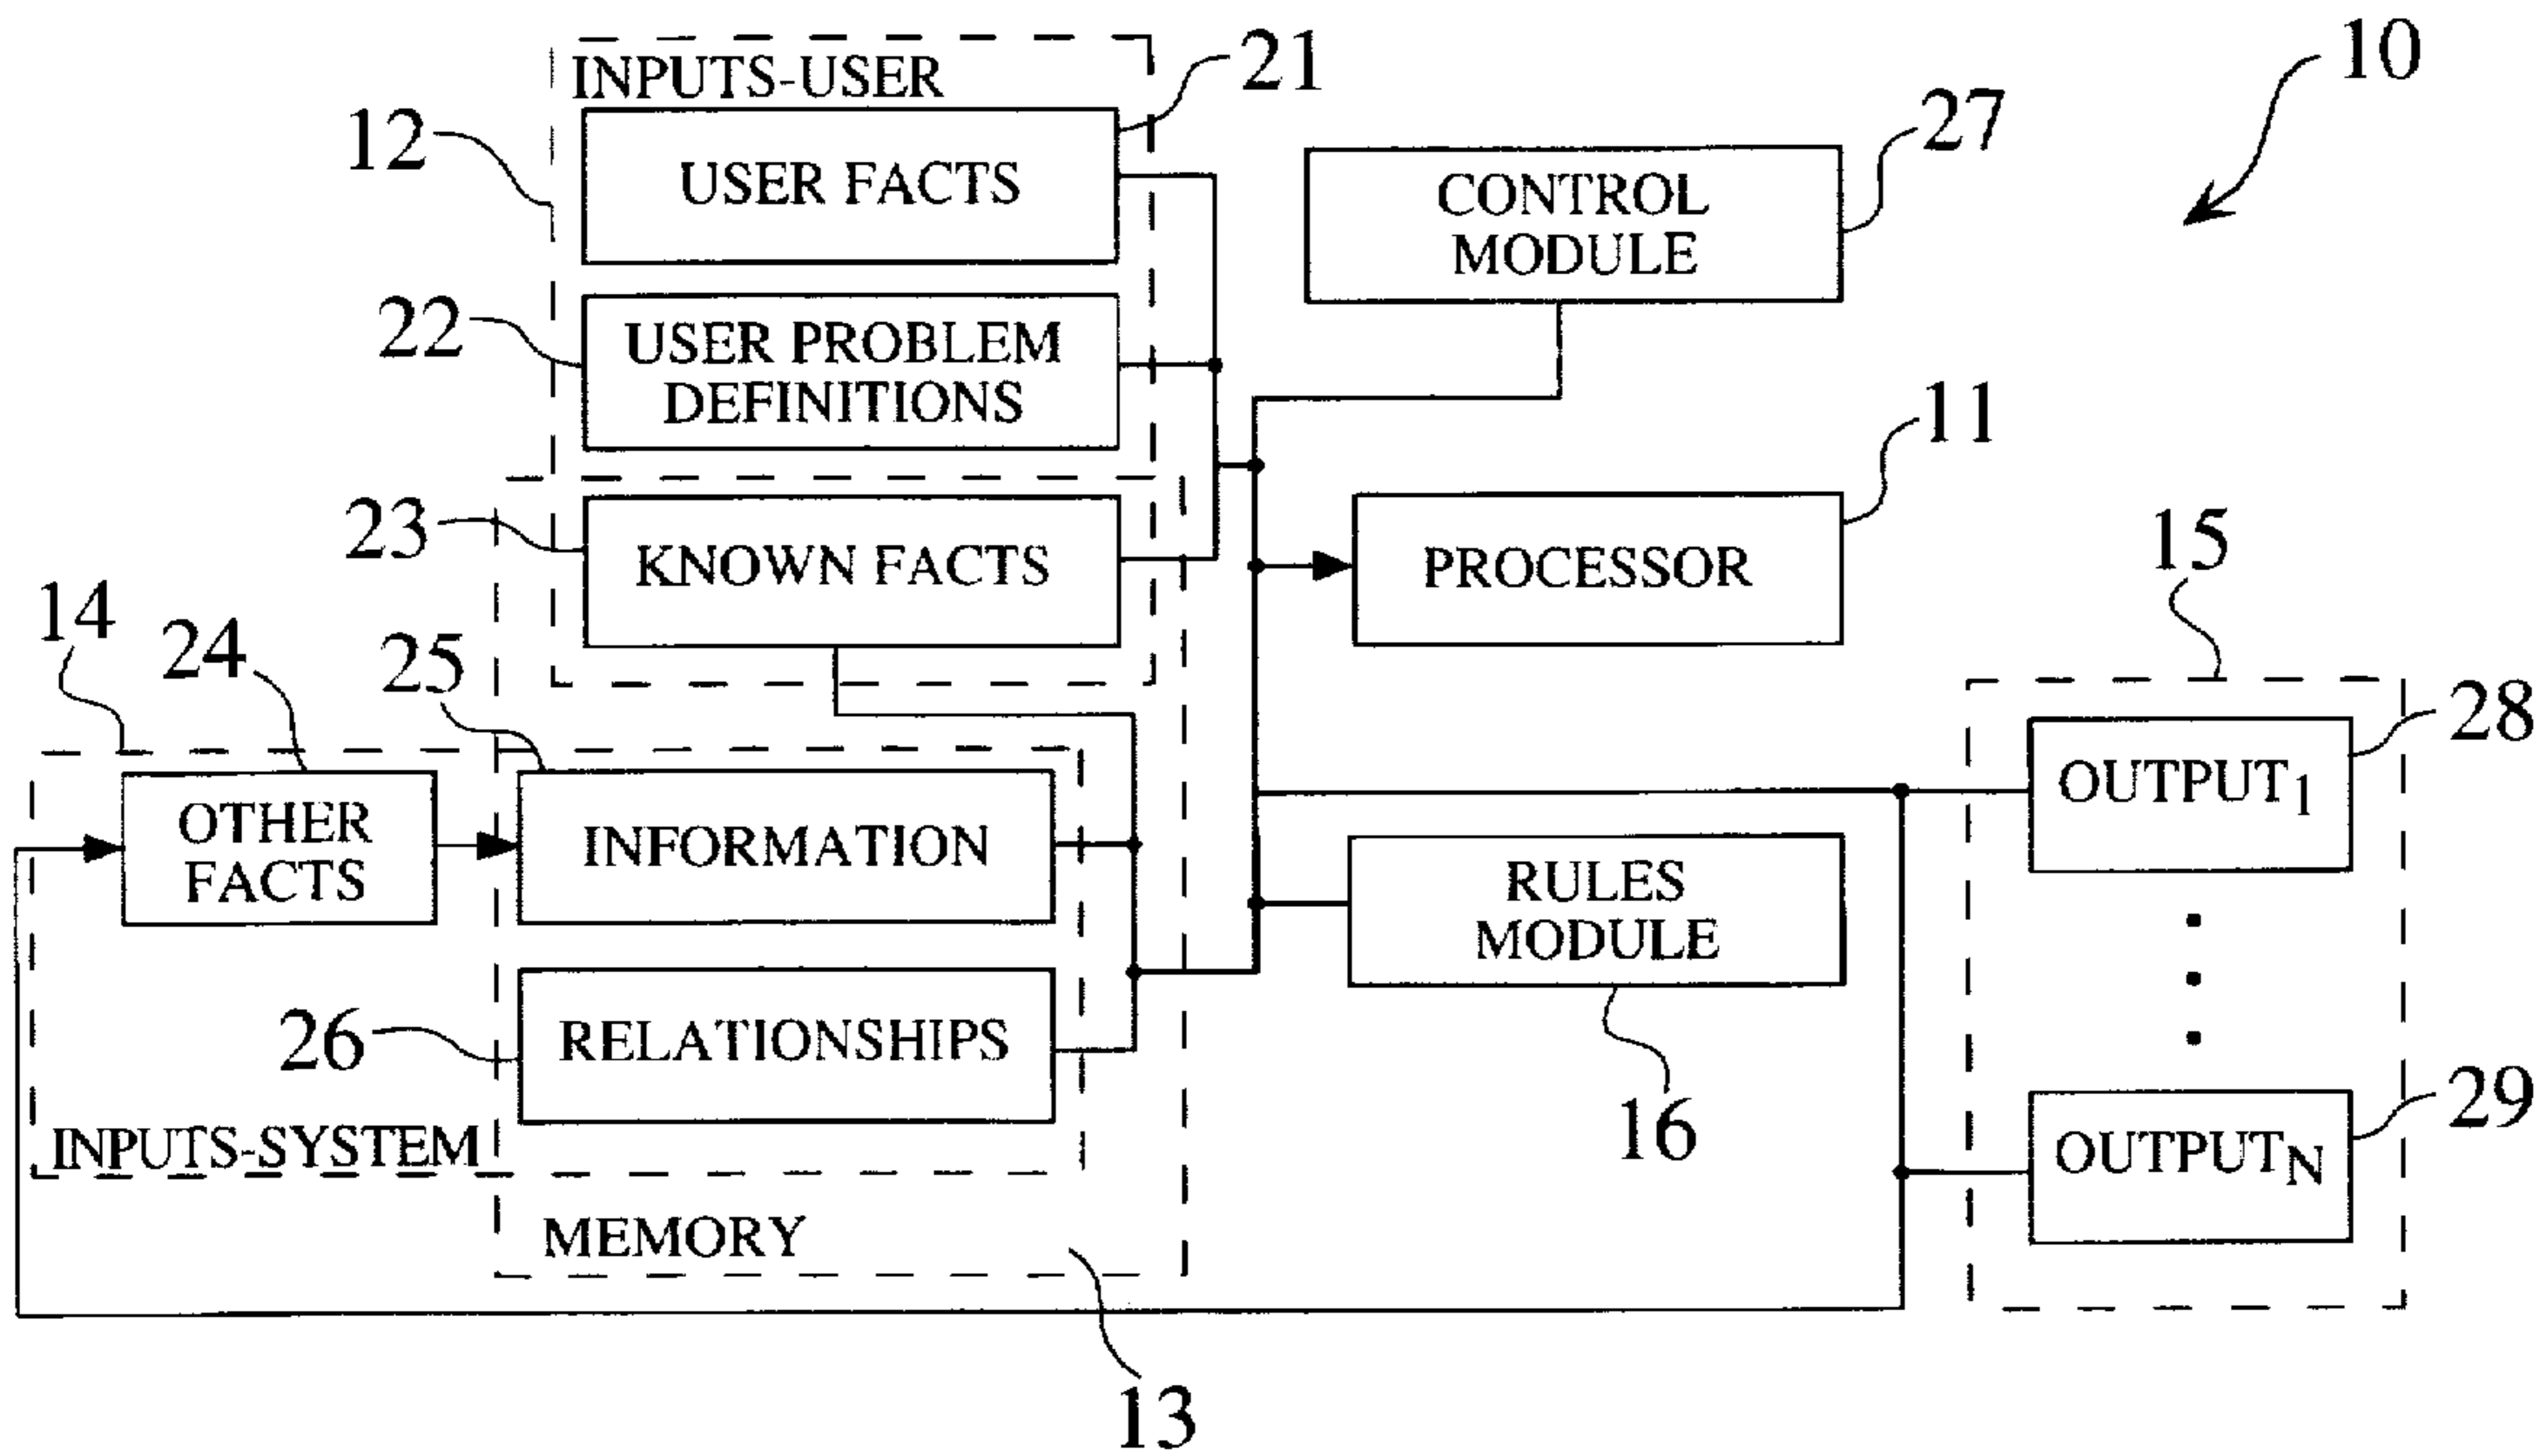 10
INPUTS-USER
21
12
USER FACTS
27
CONTROL
MODULE
22
USER PROBLEM
DEFINITIONS
11
23
KNOWN FACTS
PROCESSOR
15
14
24
25
28
OTHER
FACTS
INFORMATION
OUTPUT1
RULES
MODULE
26
RELATIONSHIPS
16
29
INPUTS-SYSTEM
OUTPUTN
MEMORY
13